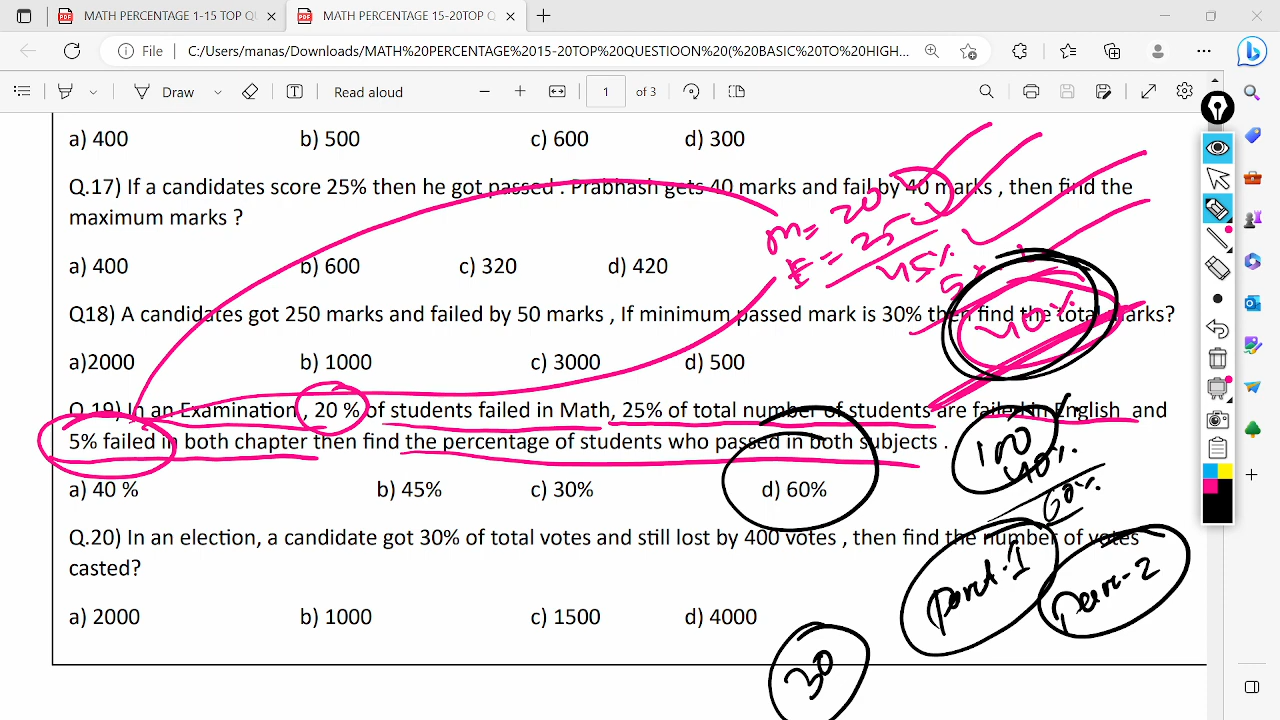 MATH PERCENTAGE 1-15 TOP QU
MATH PERCENTAGE 15-20TOP Q
File
C:/Users/manas/Downloads/MATH%20PERCENTAGE%2015-20TOP%20QUESTIOON%20(%20BASIC%20TO%20HIGH...
Draw
Read aloud
1
of 3
a) 400 b) 500 c) 600 d) 300
Q.17) If a candidates score 25% then he got passed . Prabhash gets 40 marks and fail by 40 marks , then find the
maximum marks ?
m= 20
E= 25
45%
5%
40%
a) 400 b) 600 c) 320 d) 420
Q18) A candidates got 250 marks and failed by 50 marks , If minimum passed mark is 30% then find the total marks?
a)2000 b) 1000 c) 3000 d) 500
Q.19) In an Examination , 20 % of students failed in Math, 25% of total number of students are failed in English and
5% failed in both chapter then find the percentage of students who passed in both subjects .
100
40%
60%
a) 40 % b) 45% c) 30% d) 60%
Q.20) In an election, a candidate got 30% of total votes and still lost by 400 votes , then find the number of votes
casted?
Part-1
Part-2
a) 2000 b) 1000 c) 1500 d) 4000
30